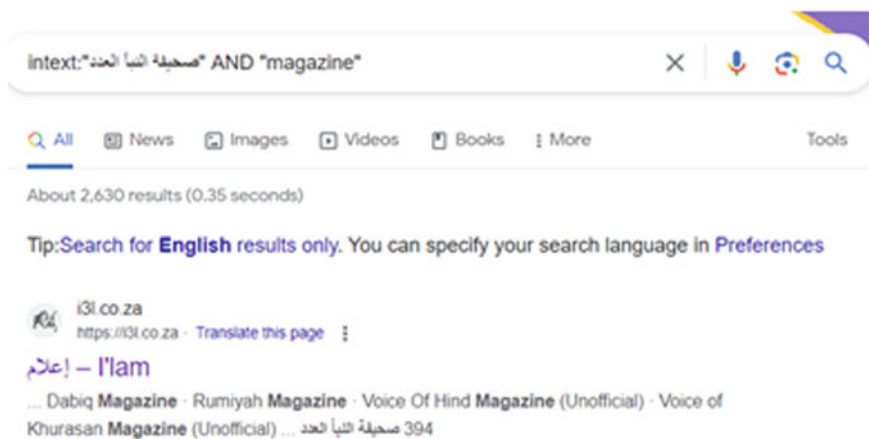 intext:"صحيفة النبأ العدد" AND "magazine"
All News Images Videos Books More Tools
About 2,630 results (0.35 seconds)
Tip:Search for English results only. You can specify your search language in Preferences
i3l.co.za
https://i3l.co.za · Translate this page
إعلام – I'lam
... Dabiq Magazine · Rumiyah Magazine · Voice Of Hind Magazine (Unofficial) · Voice of
Khurasan Magazine (Unofficial) ... صحيفة النبأ العدد 394